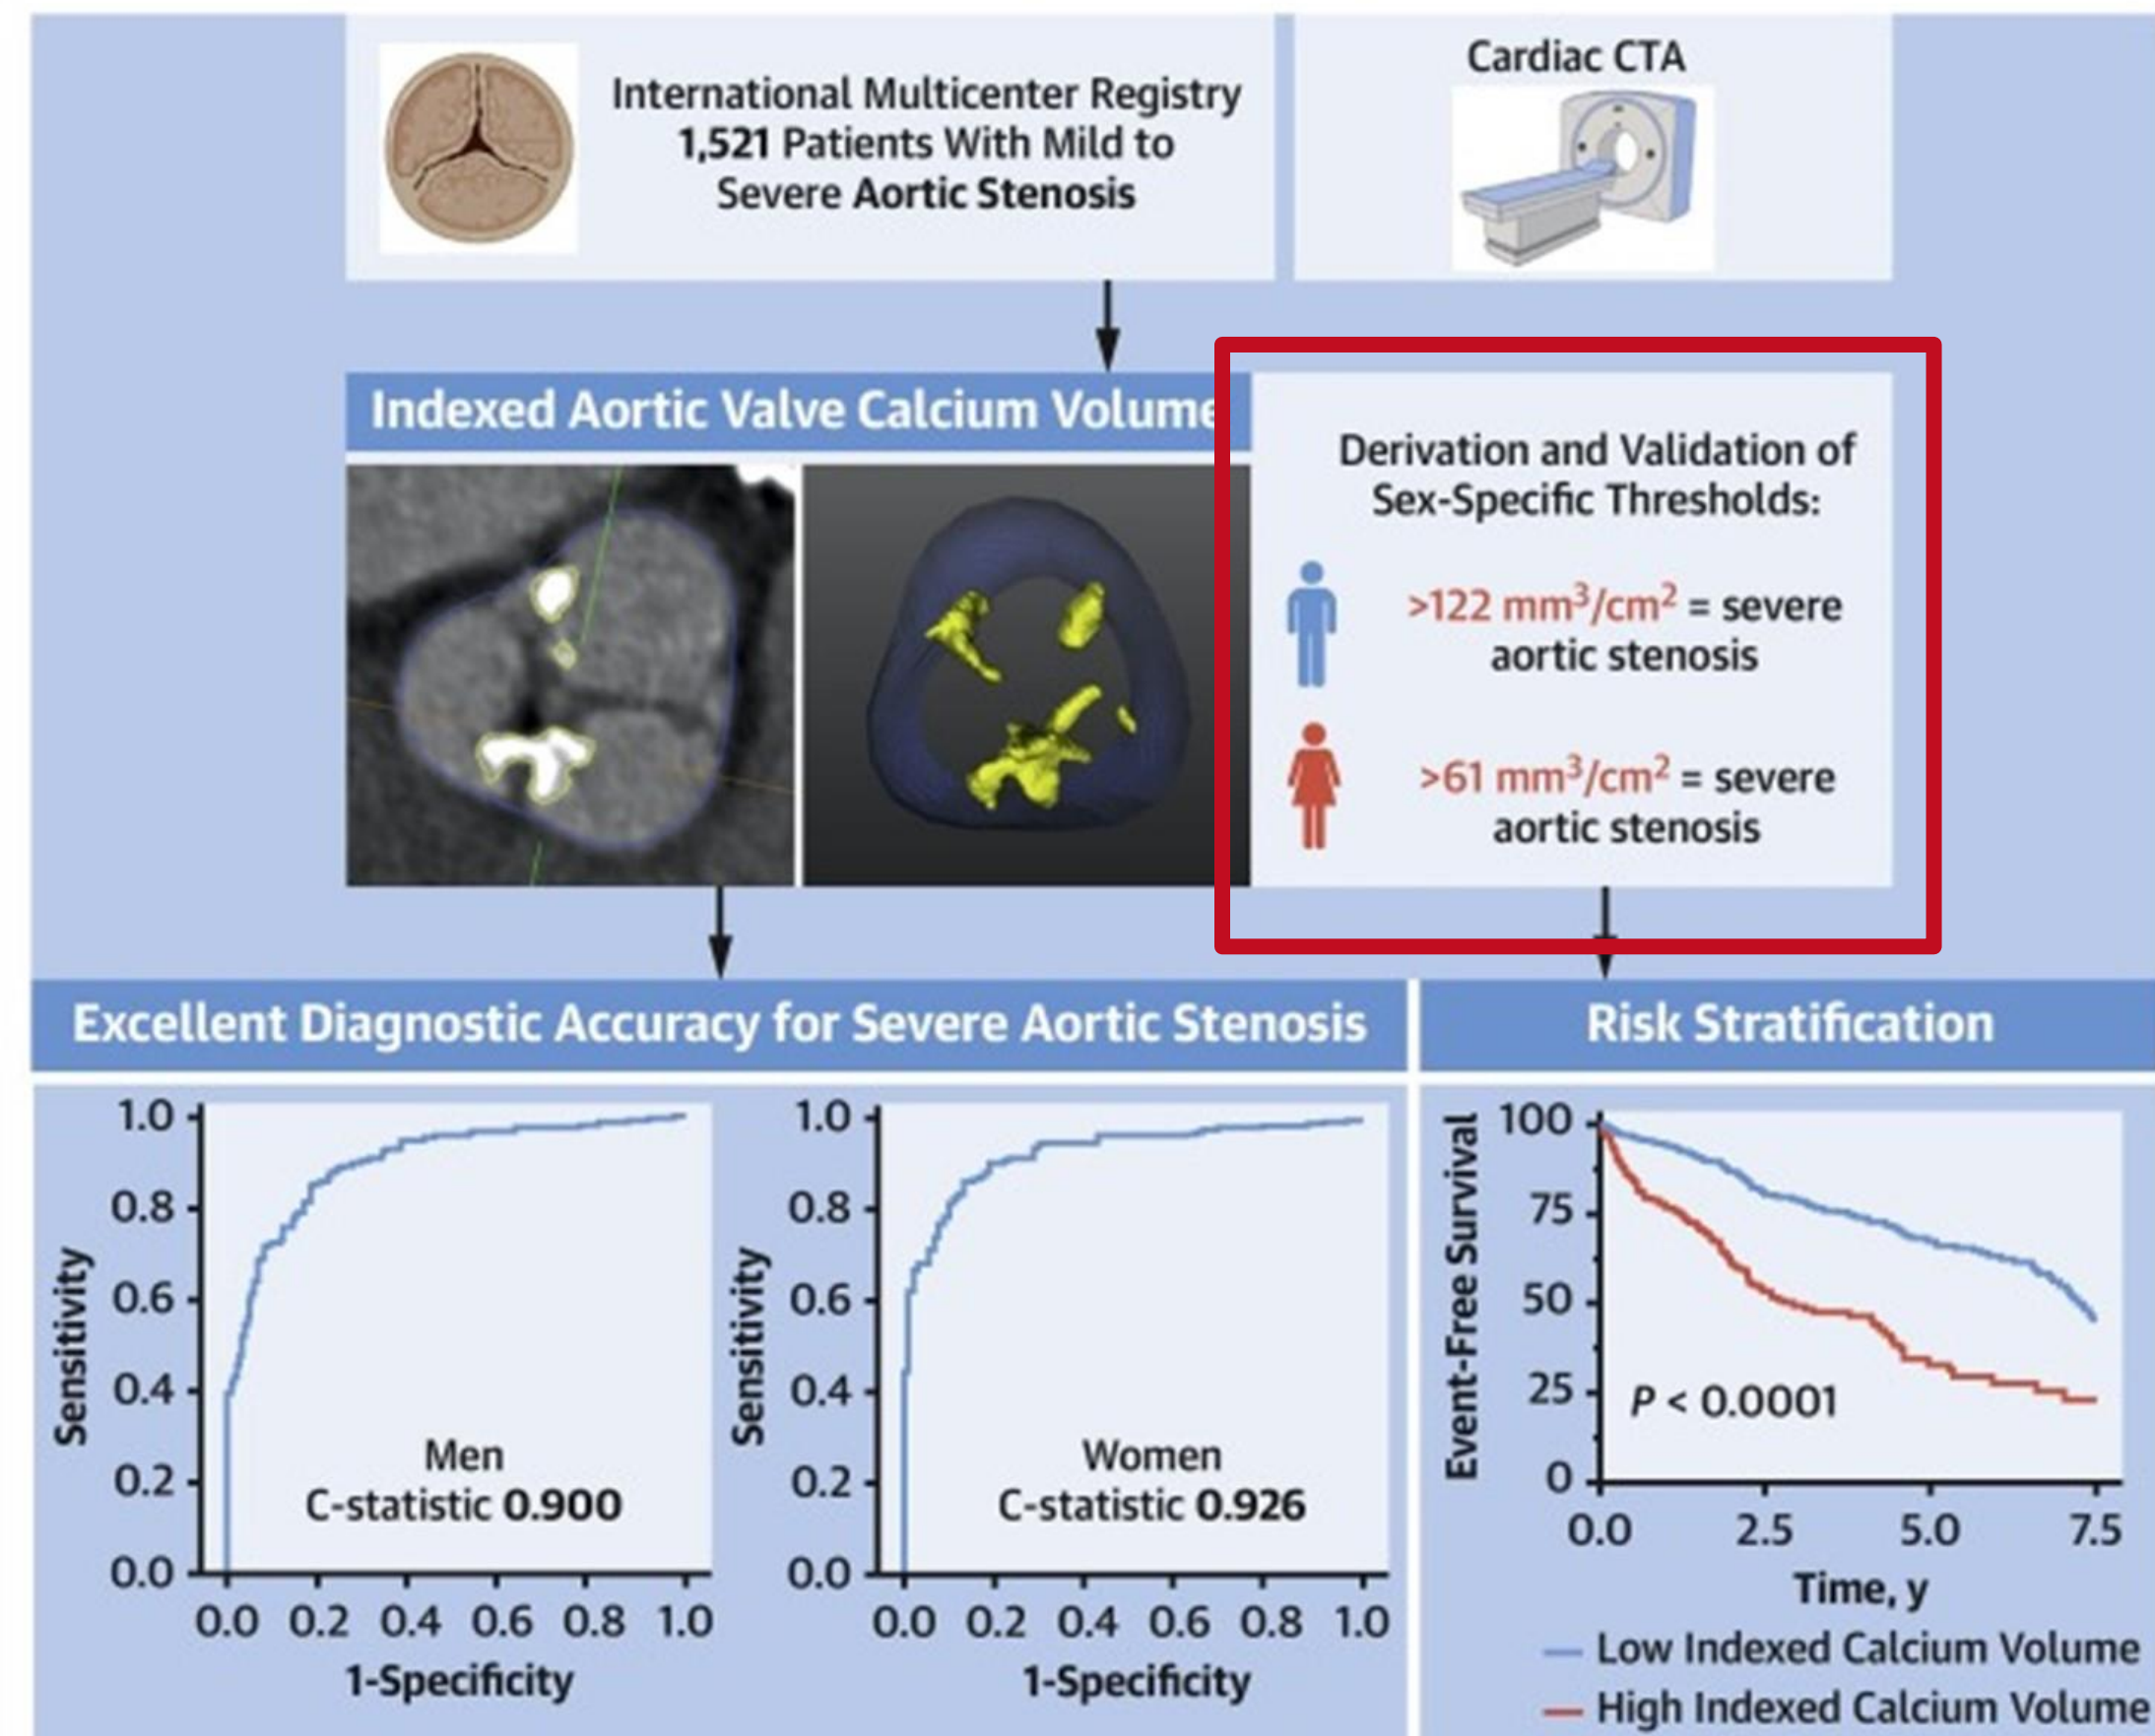 International Multicenter Registry
1,521 Patients With Mild to
Severe Aortic Stenosis
Cardiac CTA
Indexed Aortic Valve Calcium Volume
Derivation and Validation of
Sex-Specific Thresholds:
>122 mm³/cm² = severe
aortic stenosis
>61 mm³/cm² = severe
aortic stenosis
Excellent Diagnostic Accuracy for Severe Aortic Stenosis
Sensitivity
1.0
0.8
0.6
0.4
0.2
0.0
Men
C-statistic 0.900
0.0 0.2 0.4 0.6 0.8 1.0
1-Specificity
Sensitivity
1.0
0.8
0.6
0.4
0.2
0.0
Women
C-statistic 0.926
0.0 0.2 0.4 0.6 0.8 1.0
1-Specificity
Risk Stratification
Event-Free Survival
100
75
50
25
0
P < 0.0001
0.0 2.5 5.0 7.5
Time, y
Low Indexed Calcium Volume
High Indexed Calcium Volume